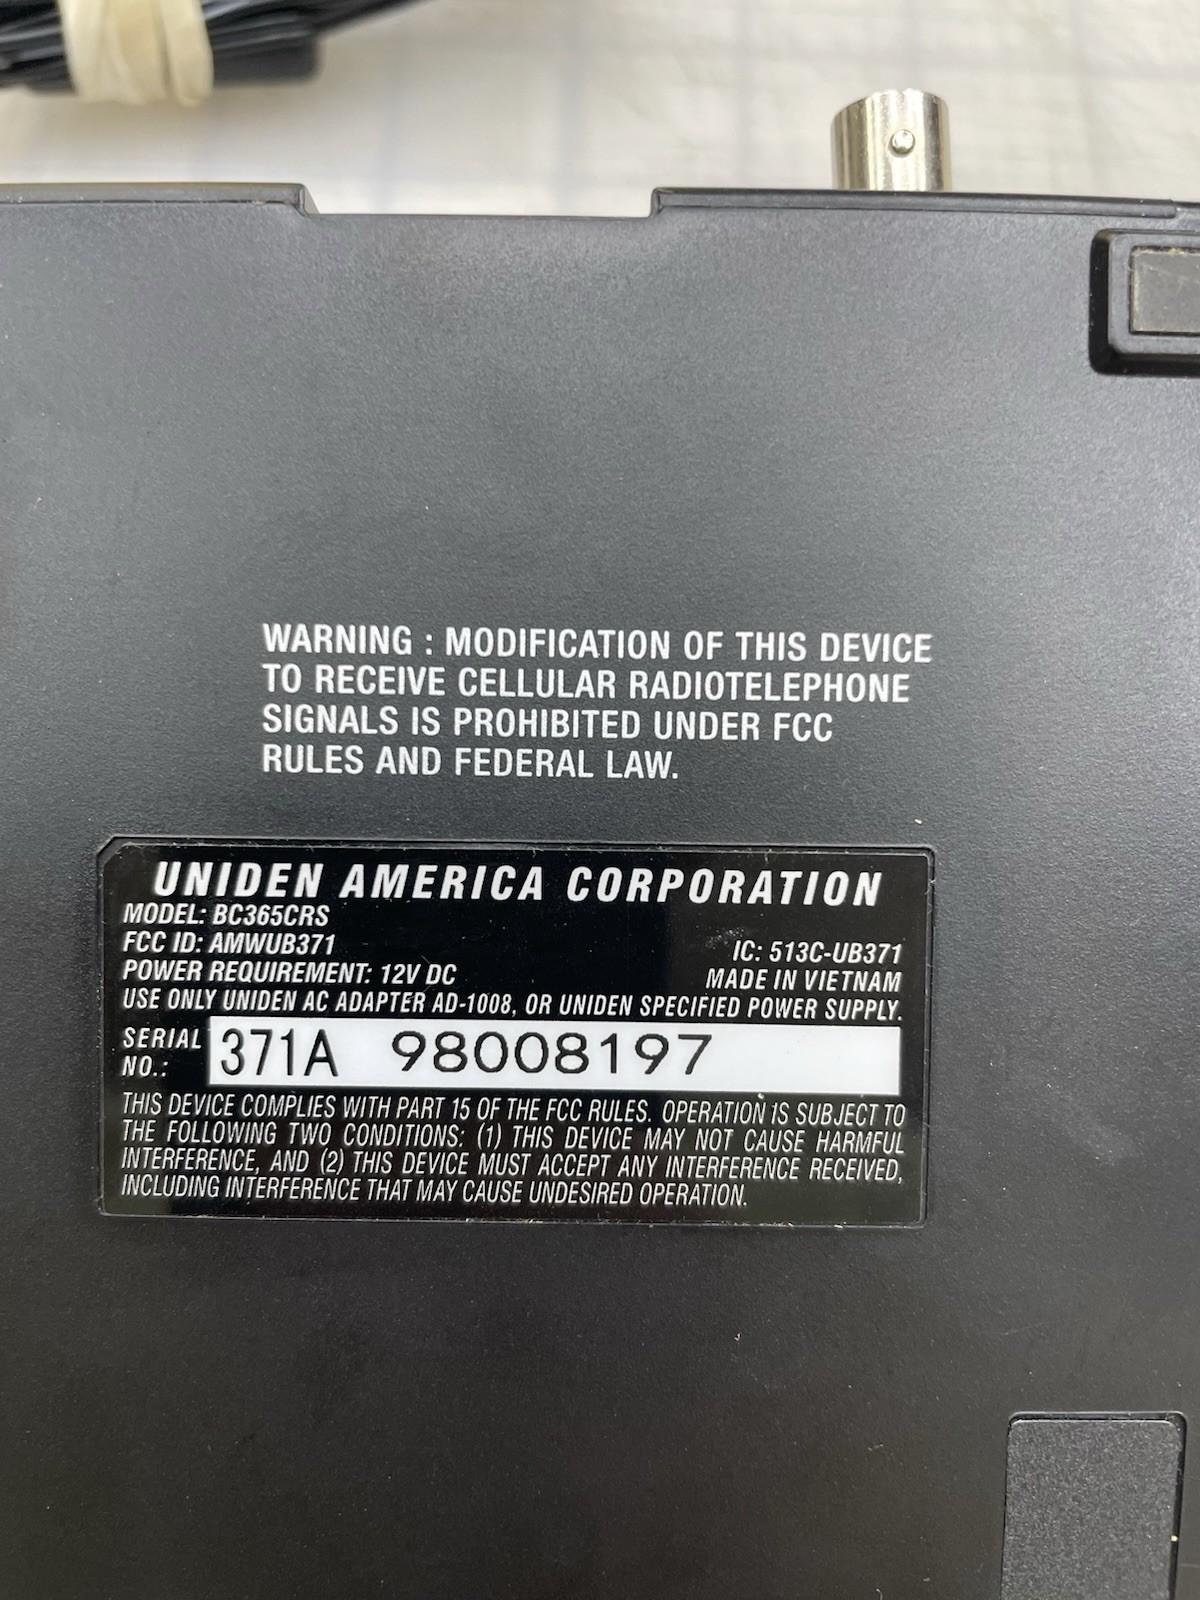 WARNING : MODIFICATION OF THIS DEVICE
TO RECEIVE CELLULAR RADIOTELEPHONE
SIGNALS IS PROHIBITED UNDER FCC
RULES AND FEDERAL LAW.
UNIDEN AMERICA CORPORATION
MODEL: BC365CRS
FCC ID: AMWUB371
IC: 513C-UB371
POWER REQUIREMENT: 12V DC
MADE IN VIETNAM
USE ONLY UNIDEN AC ADAPTER AD-1008, OR UNIDEN SPECIFIED POWER SUPPLY.
SERIAL
NO.:
371A 98008197
THIS DEVICE COMPLIES WITH PART 15 OF THE FCC RULES. OPERATION IS SUBJECT TO
THE FOLLOWING TWO CONDITIONS: (1) THIS DEVICE MAY NOT CAUSE HARMFUL
INTERFERENCE, AND (2) THIS DEVICE MUST ACCEPT ANY INTERFERENCE RECEIVED,
INCLUDING INTERFERENCE THAT MAY CAUSE UNDESIRED OPERATION.